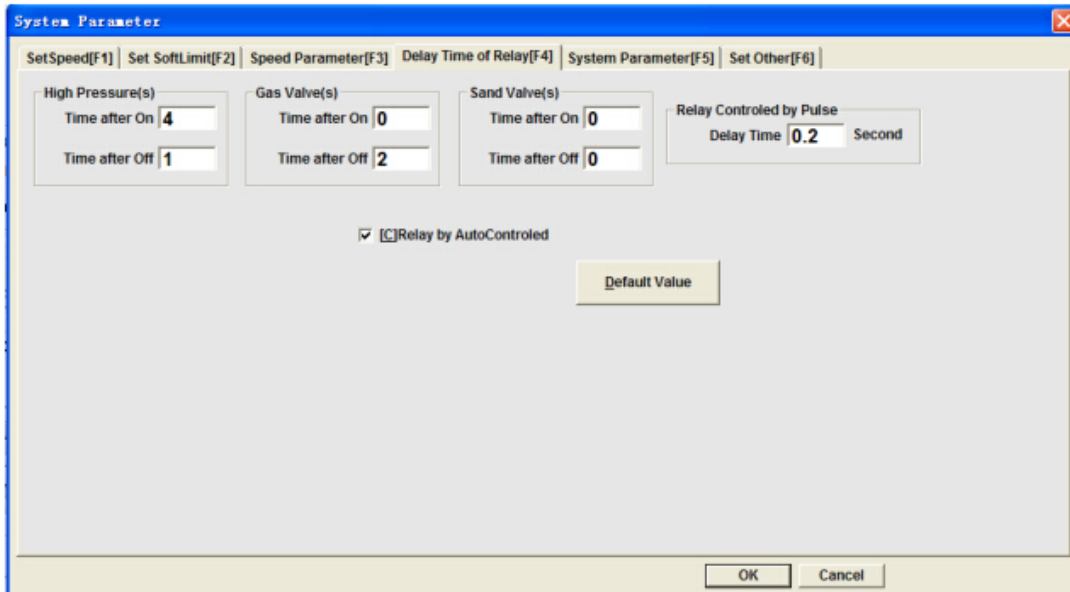 System Parameter
SetSpeed[F1] Set SoftLimit[F2] Speed Parameter[F3] Delay Time of Relay[F4] System Parameter[F5] Set Other[F6]
High Pressure(s) Gas Valve(s) Sand Valve(s)
Relay Controled by Pulse
Time after On 4 Time after On 0 Time after On 0
Delay Time 0.2 Second
Time after Off 1 Time after Off 2 Time after Off 0
[C]Relay by AutoControled
Default Value
OK Cancel